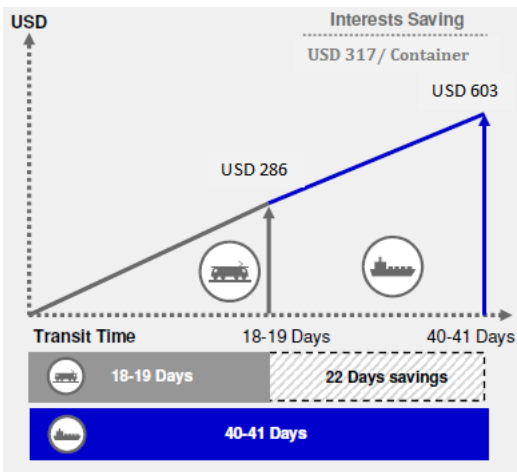 USD
Interests Saving
USD 317/ Container
USD 603
USD 286
Transit Time
18-19 Days
40-41 Days
18-19 Days
22 Days savings
40-41 Days